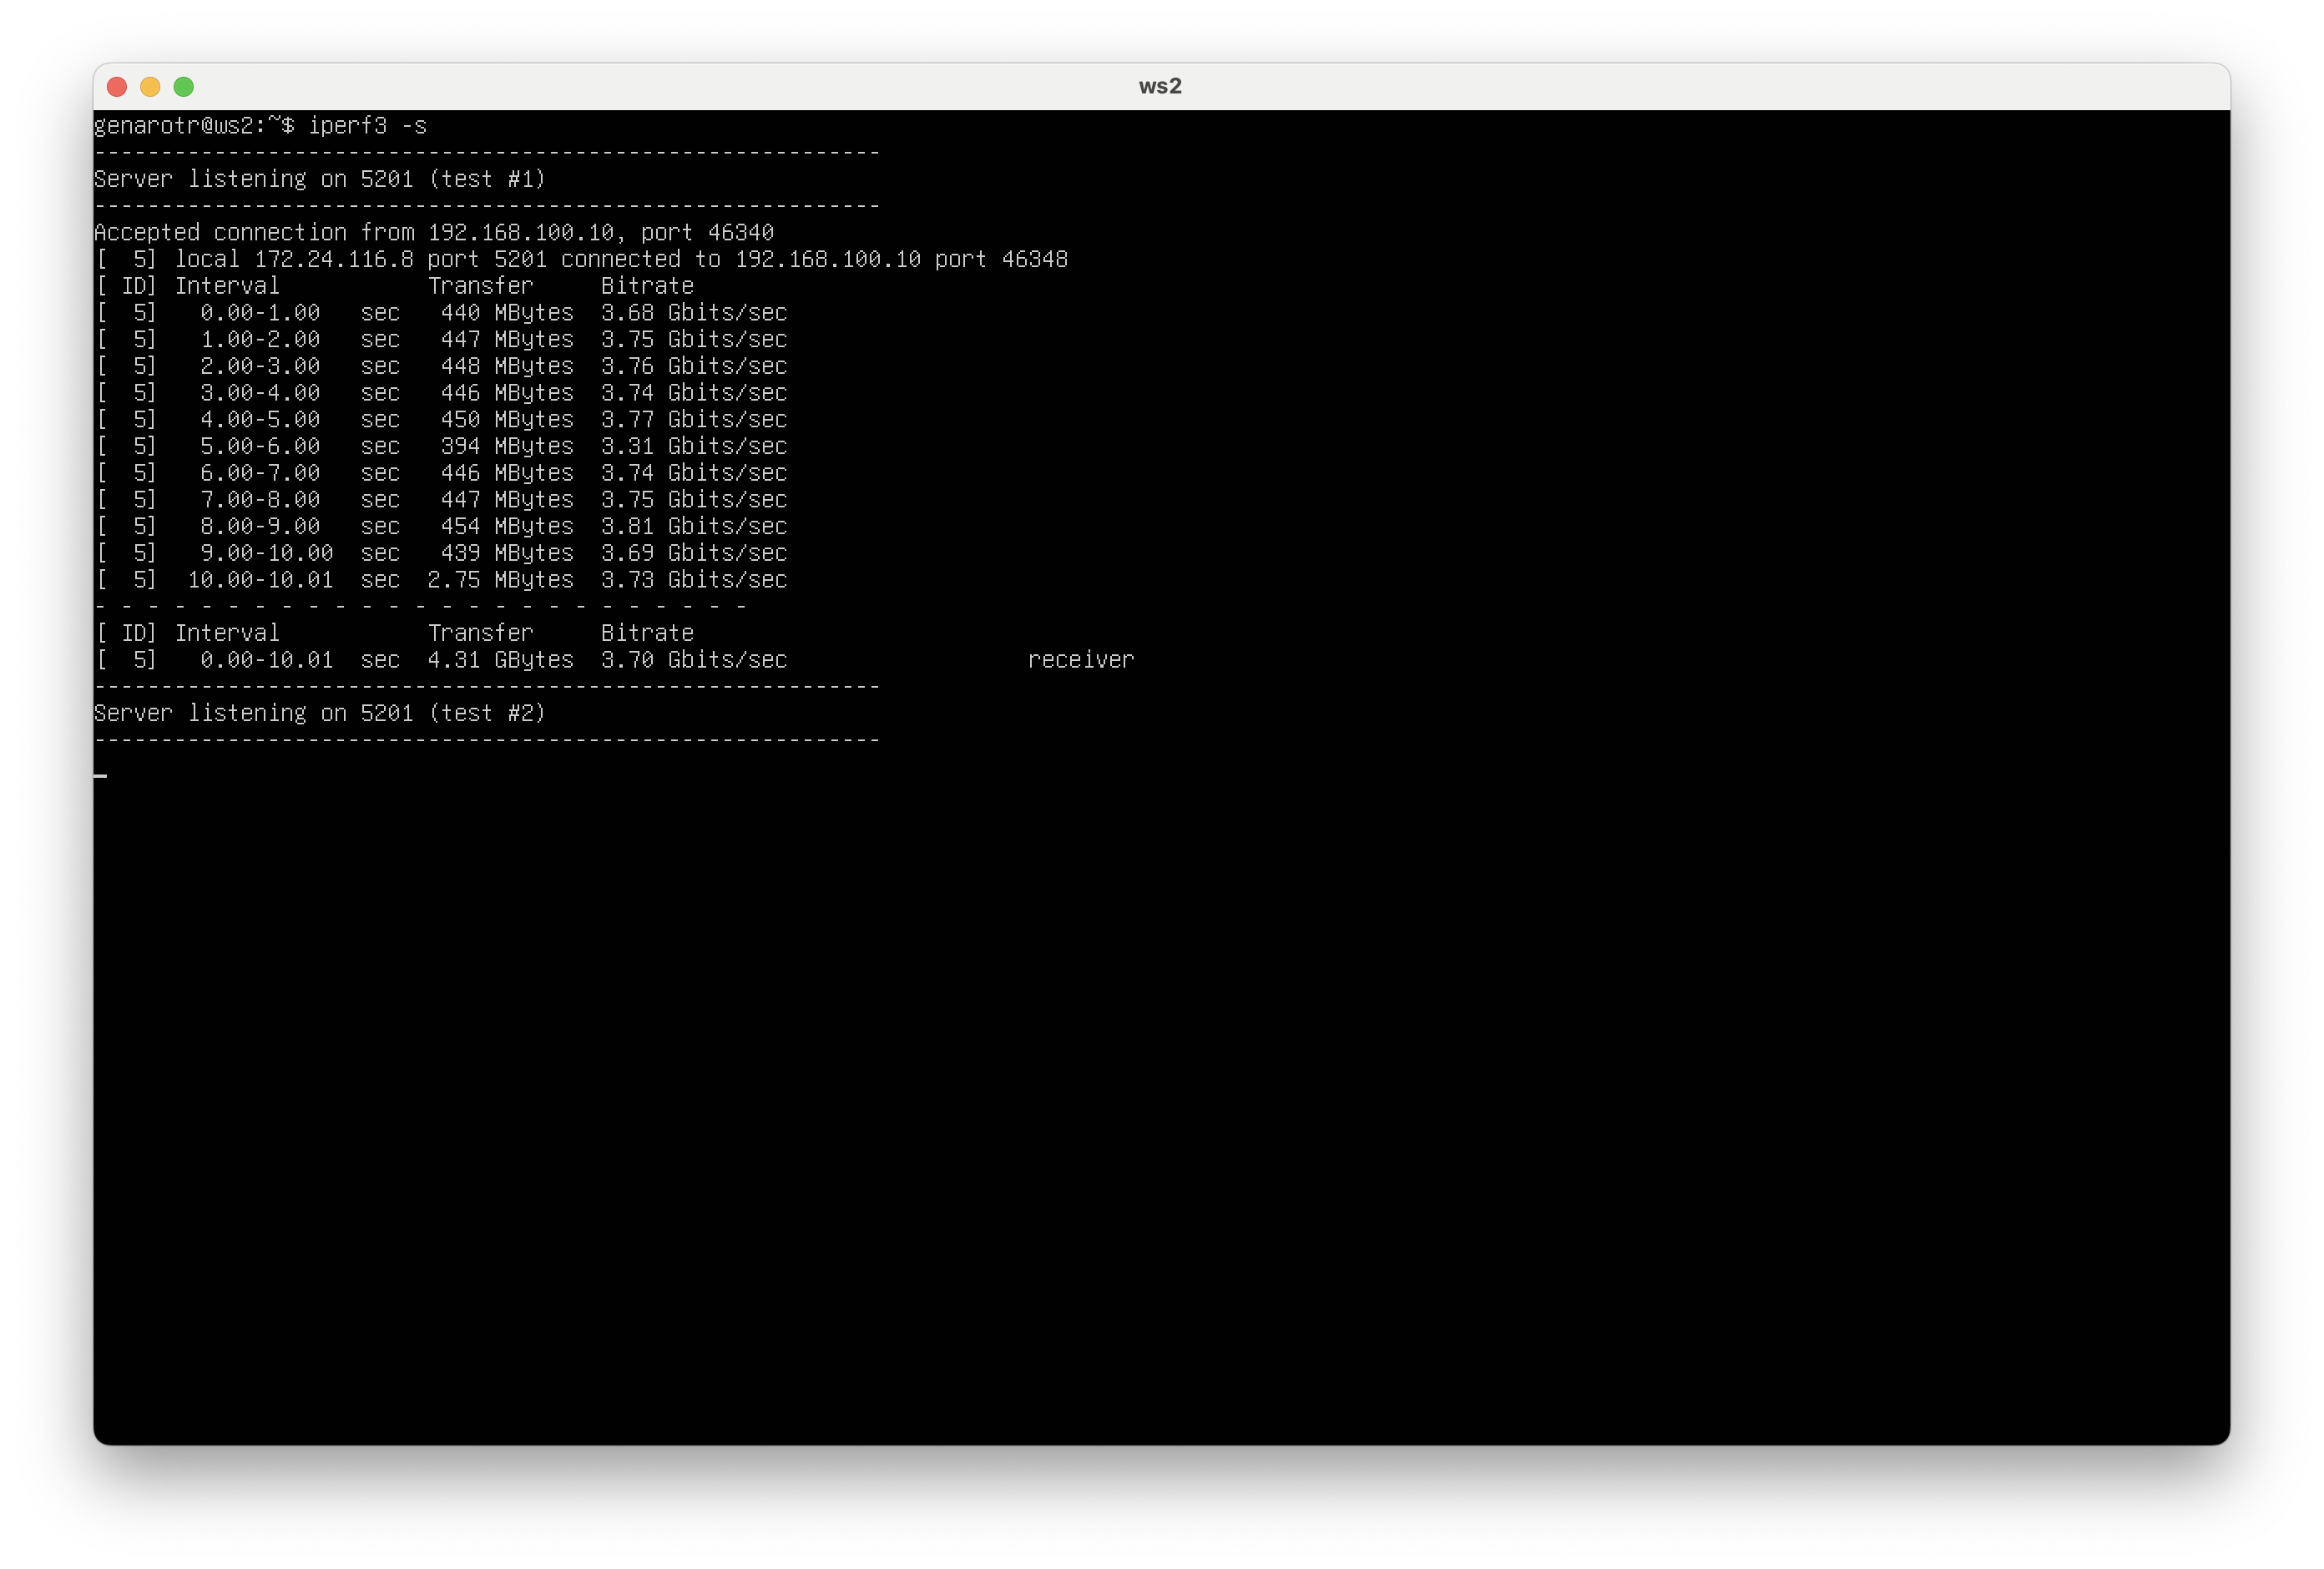 ws2
genarotr@ws2:~$ iperf3 -s
-----------------------------------------------------------
Server listening on 5201 (test #1)
-----------------------------------------------------------
Accepted connection from 192.168.100.10, port 46340
[  5] local 172.24.116.8 port 5201 connected to 192.168.100.10 port 46348
[ ID] Interval           Transfer     Bitrate
[  5]   0.00-1.00   sec   440 MBytes  3.68 Gbits/sec
[  5]   1.00-2.00   sec   447 MBytes  3.75 Gbits/sec
[  5]   2.00-3.00   sec   448 MBytes  3.76 Gbits/sec
[  5]   3.00-4.00   sec   446 MBytes  3.74 Gbits/sec
[  5]   4.00-5.00   sec   450 MBytes  3.77 Gbits/sec
[  5]   5.00-6.00   sec   394 MBytes  3.31 Gbits/sec
[  5]   6.00-7.00   sec   446 MBytes  3.74 Gbits/sec
[  5]   7.00-8.00   sec   447 MBytes  3.75 Gbits/sec
[  5]   8.00-9.00   sec   454 MBytes  3.81 Gbits/sec
[  5]   9.00-10.00  sec   439 MBytes  3.69 Gbits/sec
[  5]  10.00-10.01  sec  2.75 MBytes  3.73 Gbits/sec
- - - - - - - - - - - - - - - - - - - - - - - - -
[ ID] Interval           Transfer     Bitrate
[  5]   0.00-10.01  sec  4.31 GBytes  3.70 Gbits/sec                  receiver
-----------------------------------------------------------
Server listening on 5201 (test #2)
-----------------------------------------------------------